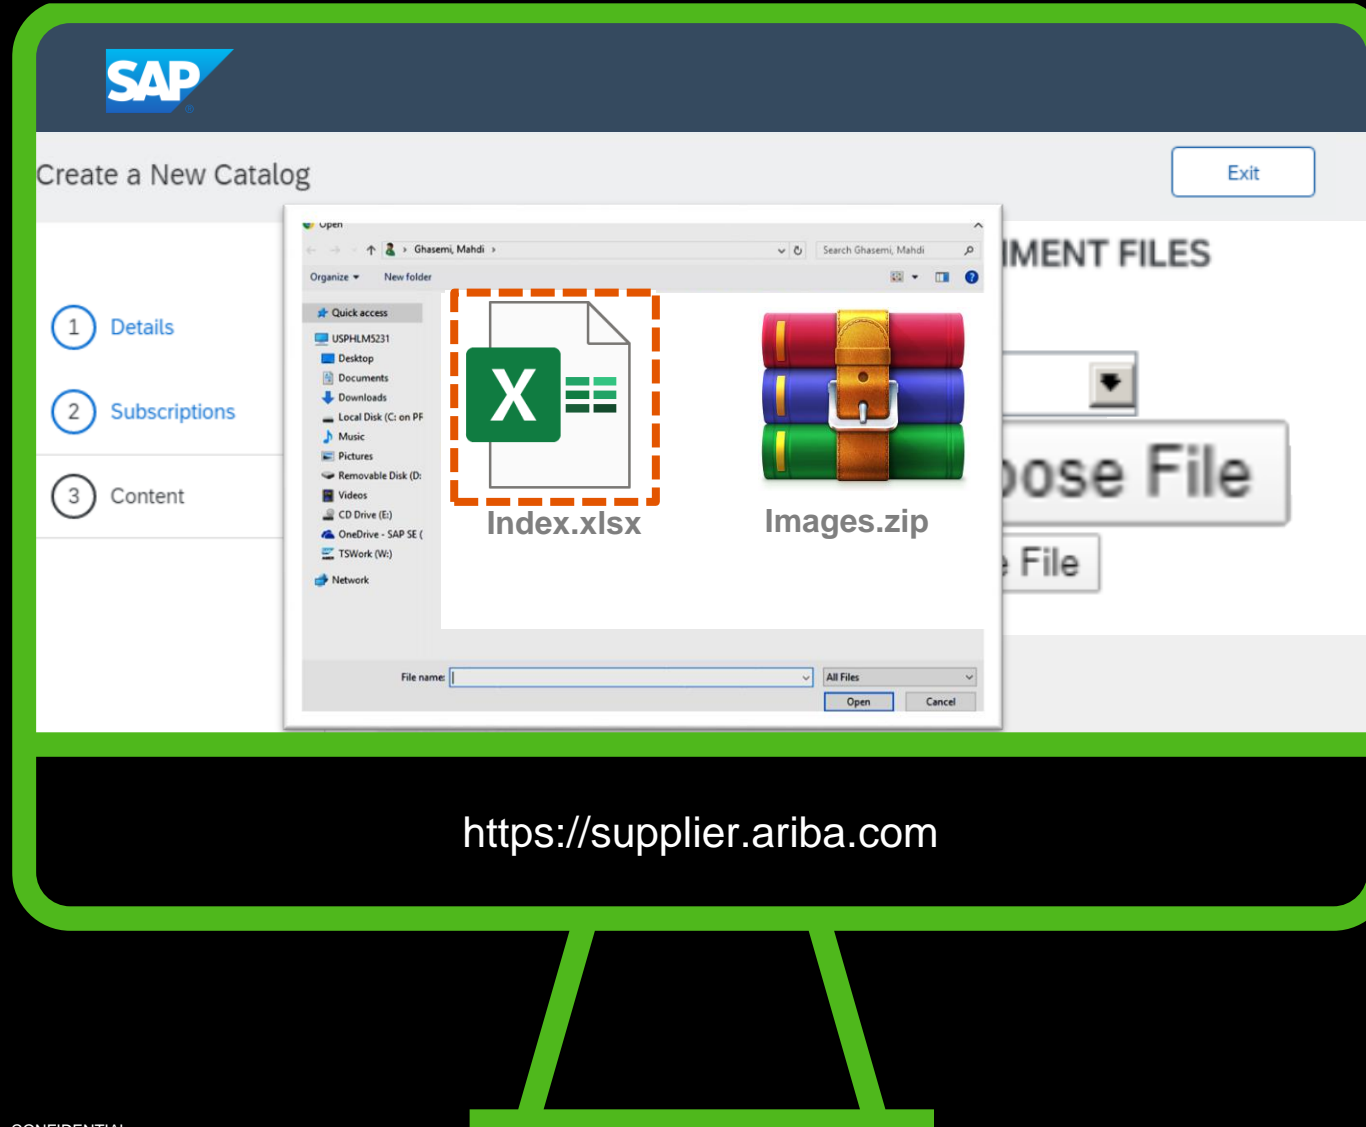 SAP
Create a New Catalog
Exit
Open
Ghasemi, Mahdi
Search Ghasemi, Mahdi
Organize
New folder
IMENT FILES
1 Details
2 Subscriptions
3 Content
Quick access
USPHLM5231
Desktop
Documents
Downloads
Local Disk (C: on PF
Music
Pictures
Removable Disk (D:
Videos
CD Drive (E:)
OneDrive - SAP SE (
TSWork (W:)
Network
X
Index.xlsx
Images.zip
oose File
File
File name:
All Files
Open
Cancel
https://supplier.ariba.com